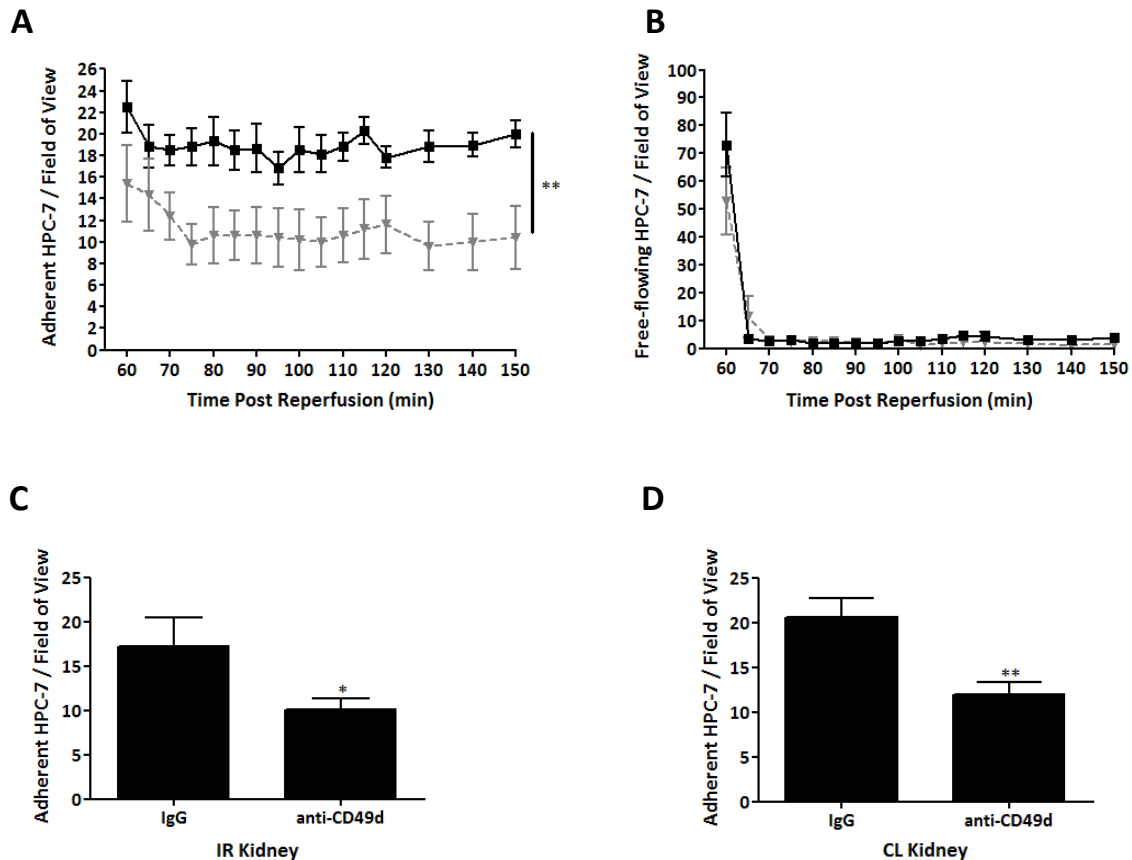 A
Adherent HPC-7 / Field of View
26
24
22
20
18
16
14
12
10
8
6
4
2
0
**
60 70 80 90 100 110 120 130 140 150
Time Post Reperfusion (min)
B
Free-flowing HPC-7 / Field of View
100
90
80
70
60
50
40
30
20
10
0
60 70 80 90 100 110 120 130 140 150
Time Post Reperfusion (min)
C
Adherent HPC-7 / Field of View
25
20
15
10
5
0
*
IgG anti-CD49d
IR Kidney
D
Adherent HPC-7 / Field of View
25
20
15
10
5
0
**
IgG anti-CD49d
CL Kidney